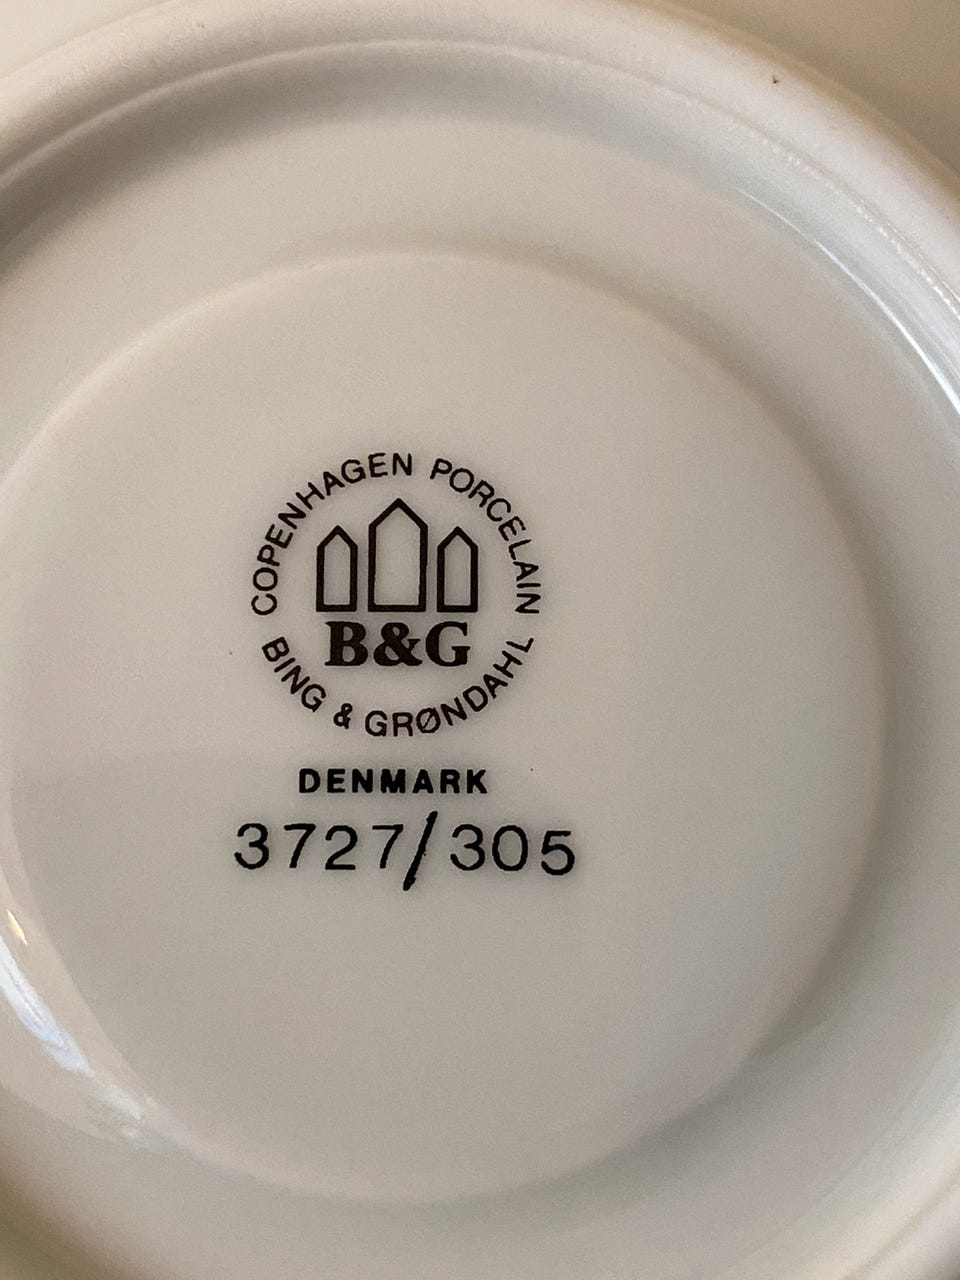 COPENHAGEN PORCELAIN
B&G
BING & GRØNDAHL
DENMARK
3727/305